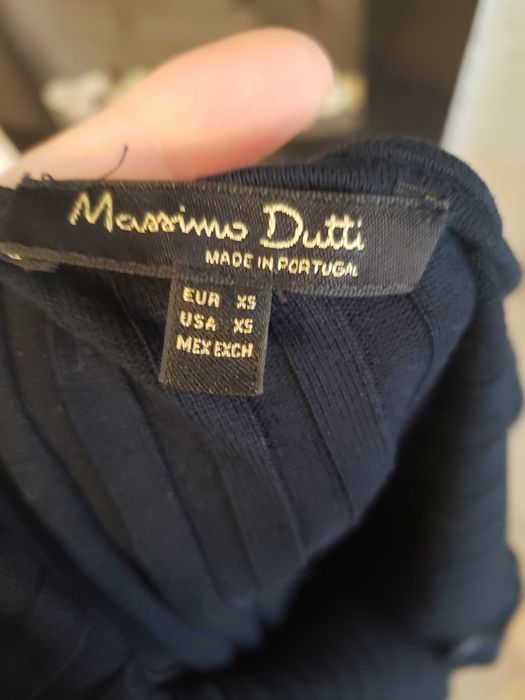 Massimo Dutti
MADE IN PORTUGAL
EUR XS
USA XS
MEX EXCH